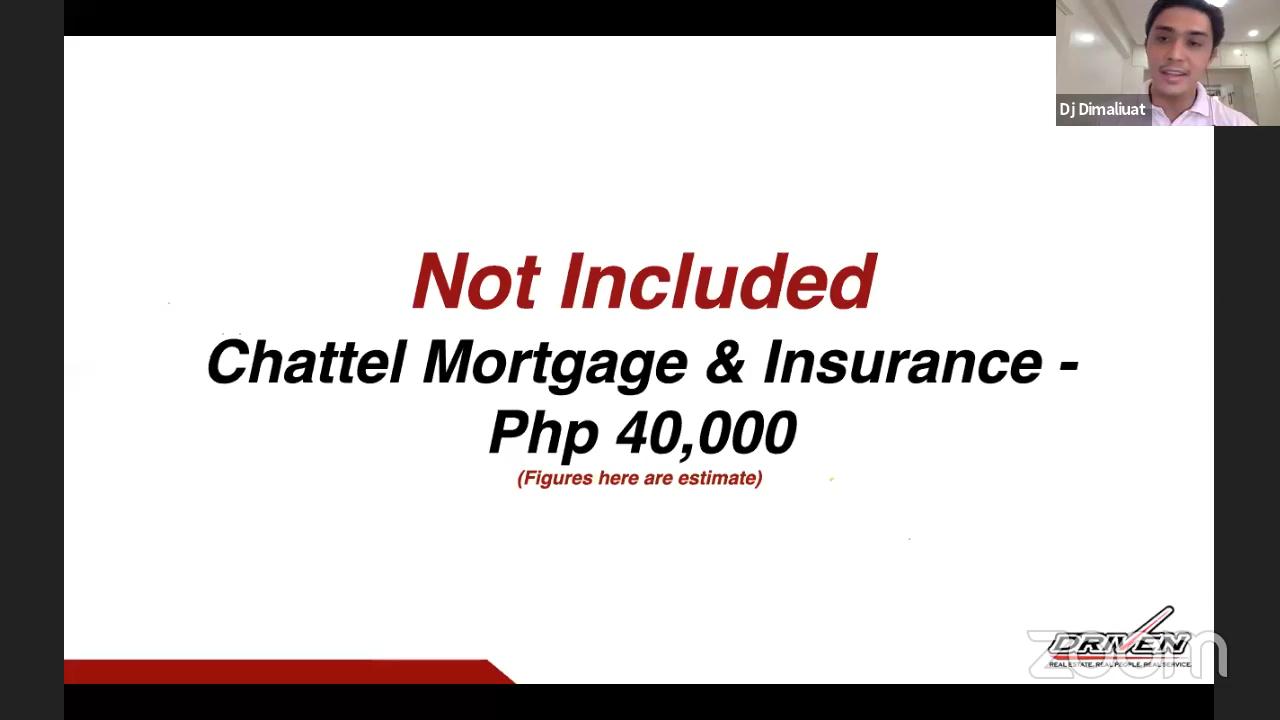 Dj Dimaliuat
Not Included
Chattel Mortgage & Insurance -
Php 40,000
(Figures here are estimate)
DRIVEN
REAL ESTATE. REAL PEOPLE. REAL SERVICE.
zoom